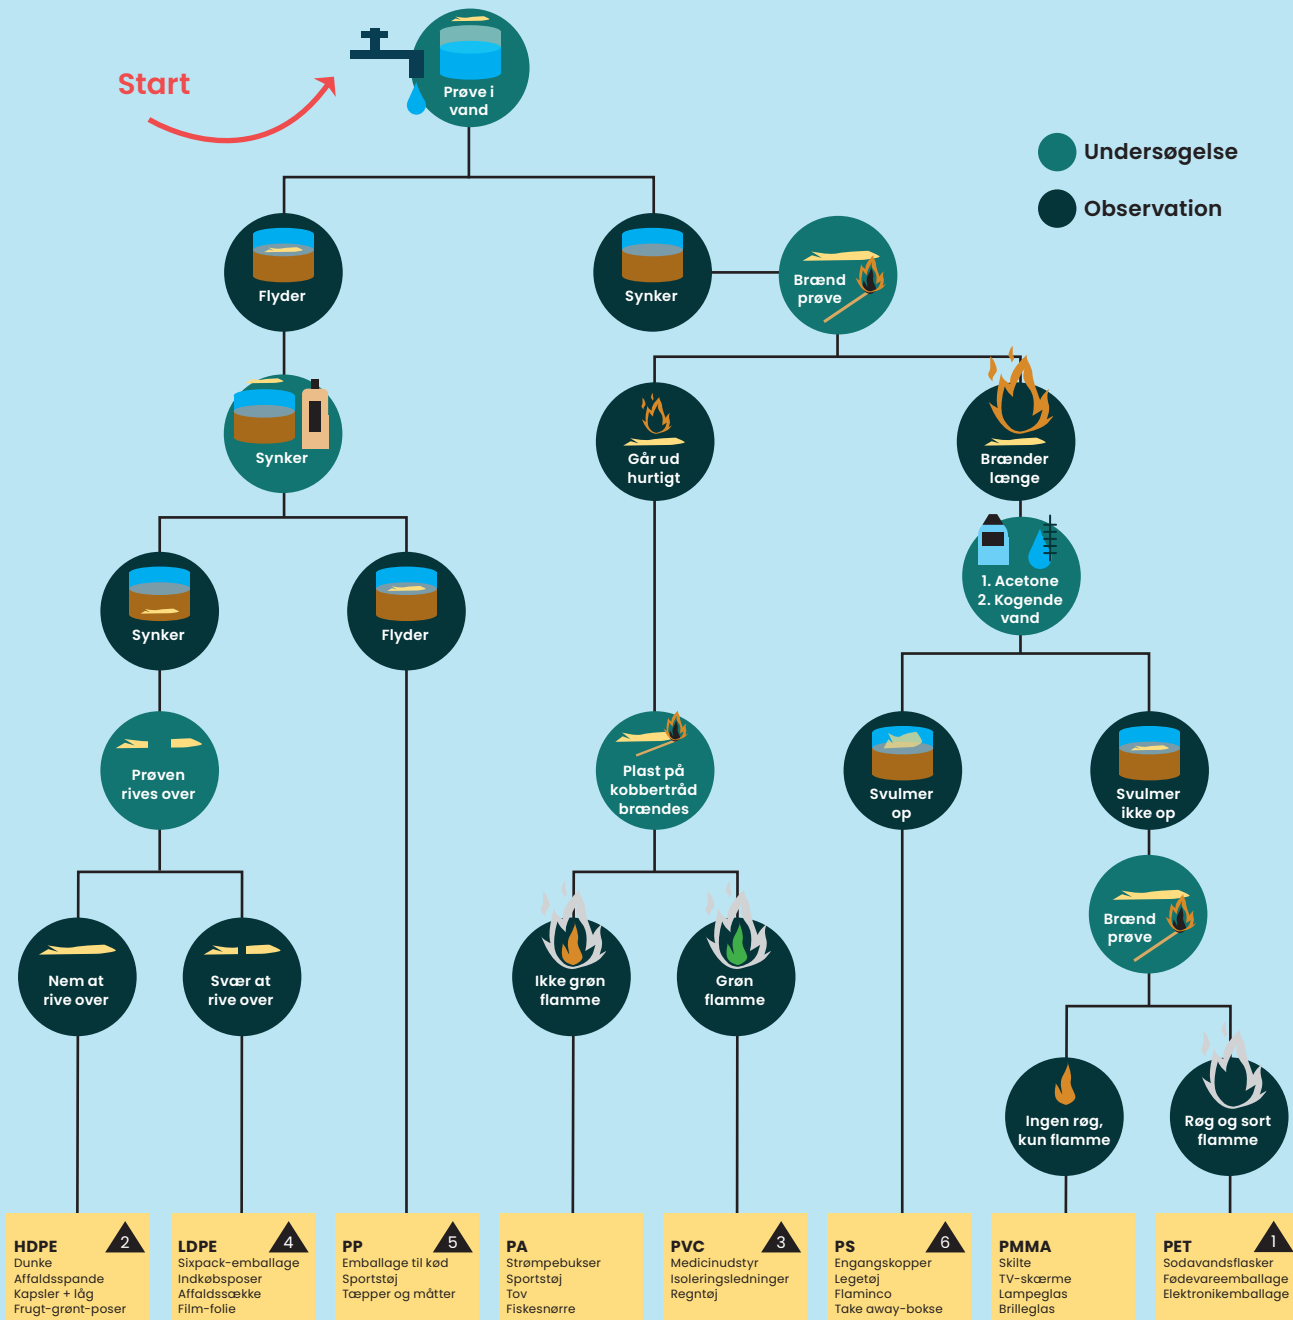 Start
Prøve i
vand
Undersøgelse
Observation
Flyder
Synker
Brænd
prøve
Synker
Går ud
hurtigt
Brænder
længe
1. Acetone
2. Kogende
vand
Synker
Flyder
Prøven
rives over
Plast på
kobbertråd
brændes
Svulmer
op
Svulmer
ikke op
Brænd
prøve
Nem at
rive over
Svær at
rive over
Ikke grøn
flamme
Grøn
flamme
Ingen røg,
kun flamme
Røg og sort
flamme
HDPE 2
Dunke
Affaldsspande
Kapsler + låg
Frugt-grønt-poser
LDPE 4
Sixpack-emballage
Indkøbsposer
Affaldssække
Film-folie
PP 5
Emballage til kød
Sportstøj
Tæpper og måtter
PA
Strømpebukser
Sportstøj
Tov
Fiskesnørre
PVC 3
Medicinudstyr
Isoleringsledninger
Regntøj
PS 6
Engangskopper
Legetøj
Flaminco
Take away-bokse
PMMA
Skilte
TV-skærme
Lampeglas
Brilleglas
PET 1
Sodavandsflasker
Fødevareemballage
Elektronikemballage